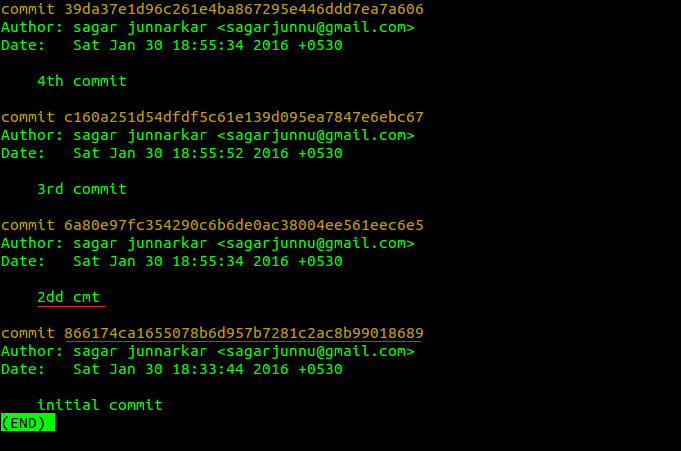 commit 39da37e1d96c261e4ba867295e446ddd7ea7a606
Author: sagar junnarkar <sagarjunnu@gmail.com>
Date:   Sat Jan 30 18:55:34 2016 +0530
4th commit
commit c160a251d54dfdf5c61e139d095ea7847e6ebc67
Author: sagar junnarkar <sagarjunnu@gmail.com>
Date:   Sat Jan 30 18:55:52 2016 +0530
3rd commit
commit 6a80e97fc354290c6b6de0ac38004ee561eec6e5
Author: sagar junnarkar <sagarjunnu@gmail.com>
Date:   Sat Jan 30 18:55:34 2016 +0530
2dd cmt
commit 866174ca1655078b6d957b7281c2ac8b99018689
Author: sagar junnarkar <sagarjunnu@gmail.com>
Date:   Sat Jan 30 18:33:44 2016 +0530
initial commit
(END)